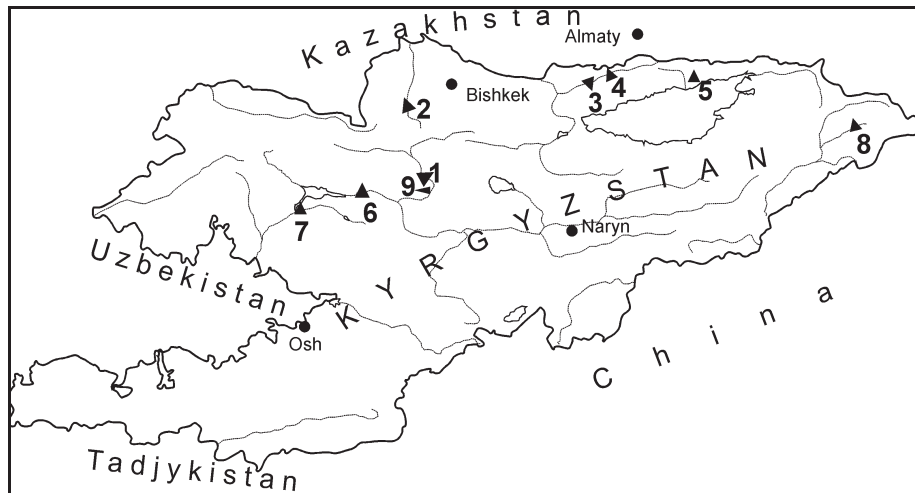 Kazakhstan
Almaty
Bishkek
2
3
4
5
8
1
9
6
7
KYRGYZSTAN
Naryn
Uzbekistan
Osh
China
Tadjykistan